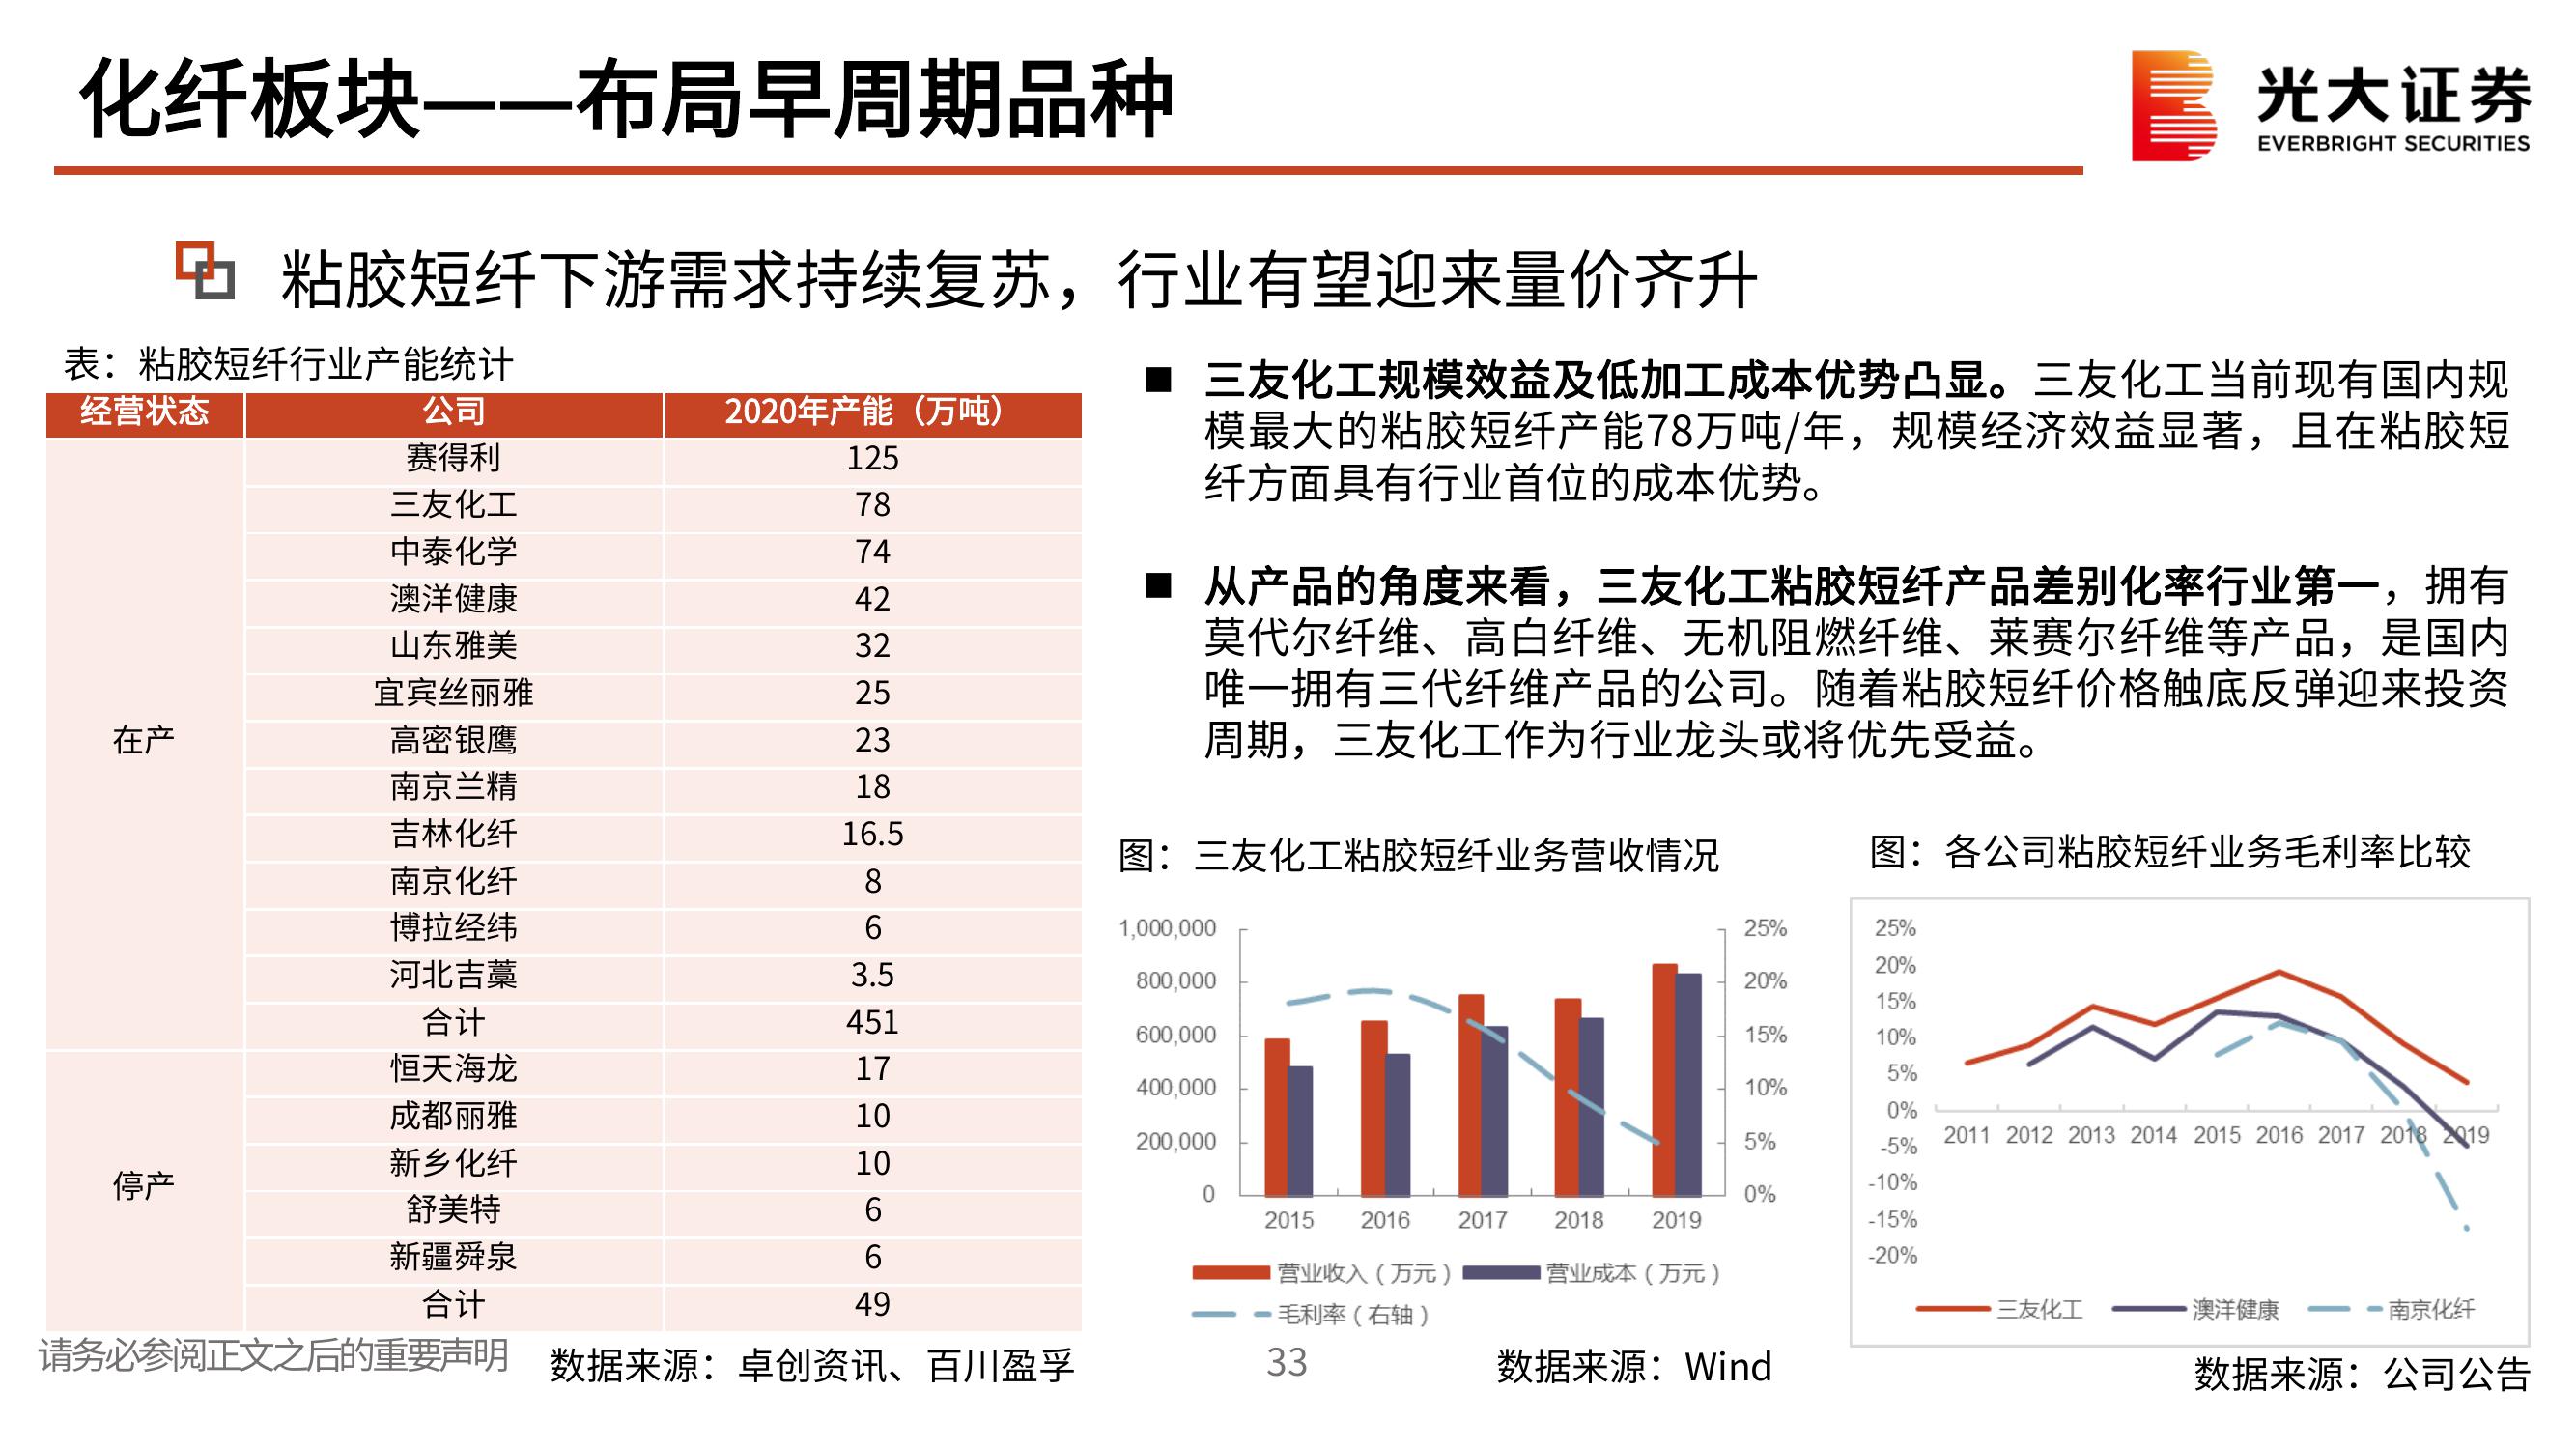 化纤板块——布局早周期品种
光大证券
EVERBRIGHT SECURITIES
粘胶短纤下游需求持续复苏，行业有望迎来量价齐升
表：粘胶短纤行业产能统计
经营状态 公司 2020年产能（万吨）
在产
赛得利 125
三友化工 78
中泰化学 74
澳洋健康 42
山东雅美 32
宜宾丝丽雅 25
高密银鹰 23
南京兰精 18
吉林化纤 16.5
南京化纤 8
博拉经纬 6
河北吉藁 3.5
合计 451
停产
恒天海龙 17
成都丽雅 10
新乡化纤 10
舒美特 6
新疆舜泉 6
合计 49
数据来源：卓创资讯、百川盈孚
■ 三友化工规模效益及低加工成本优势凸显。三友化工当前现有国内规
模最大的粘胶短纤产能78万吨/年，规模经济效益显著，且在粘胶短
纤方面具有行业首位的成本优势。
■ 从产品的角度来看，三友化工粘胶短纤产品差别化率行业第一，拥有
莫代尔纤维、高白纤维、无机阻燃纤维、莱赛尔纤维等产品，是国内
唯一拥有三代纤维产品的公司。随着粘胶短纤价格触底反弹迎来投资
周期，三友化工作为行业龙头或将优先受益。
图：三友化工粘胶短纤业务营收情况
1,000,000 25%
800,000 20%
600,000 15%
400,000 10%
200,000 5%
0 0%
2015 2016 2017 2018 2019
营业收入（万元） 营业成本（万元）
毛利率（右轴）
数据来源：Wind
图：各公司粘胶短纤业务毛利率比较
25%
20%
15%
10%
5%
0%
2011 2012 2013 2014 2015 2016 2017 2018 2019
-5%
-10%
-15%
-20%
三友化工 澳洋健康 南京化纤
数据来源：公司公告
请务必参阅正文之后的重要声明
33